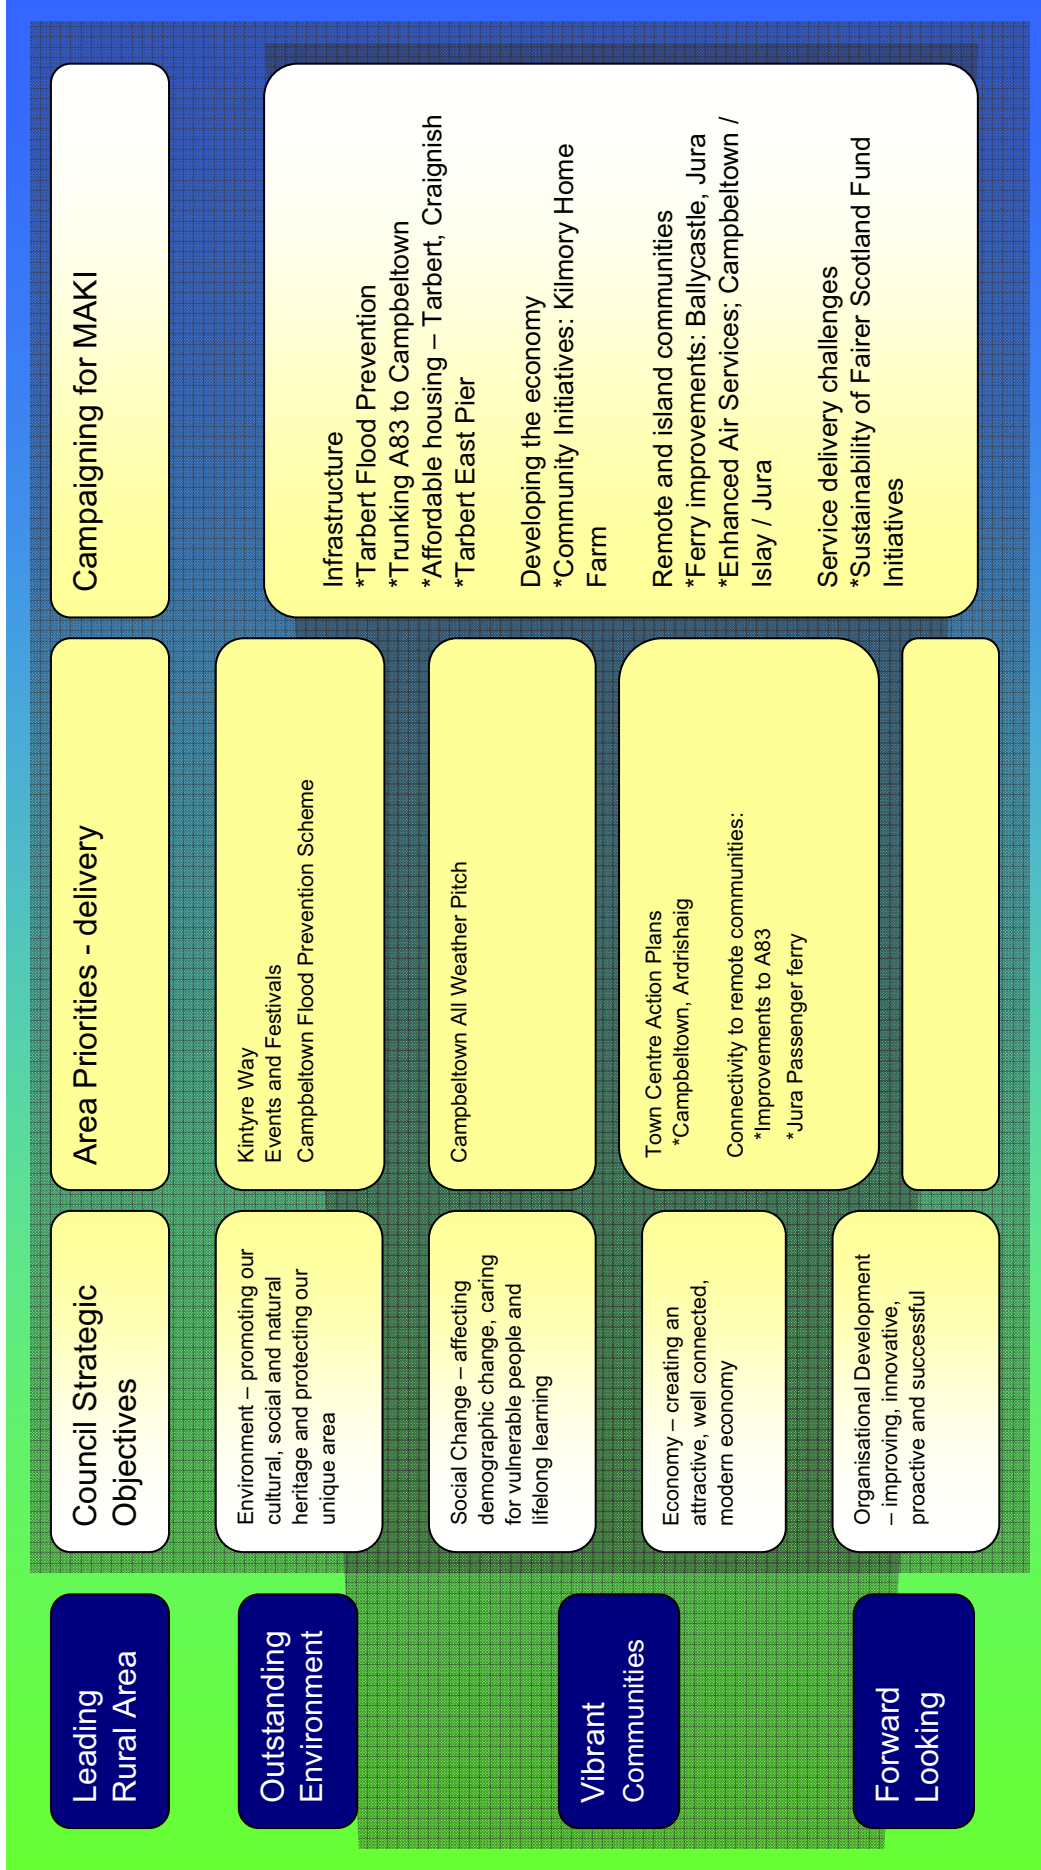 Leading
Rural Area
Council Strategic
Objectives
Area Priorities - delivery
Campaigning for MAKI
Outstanding
Environment
Environment – promoting our
cultural, social and natural
heritage and protecting our
unique area
Kintyre Way
Events and Festivals
Campbeltown Flood Prevention Scheme
Vibrant
Communities
Social Change – affecting
demographic change, caring
for vulnerable people and
lifelong learning
Campbeltown All Weather Pitch
Economy – creating an
attractive, well connected,
modern economy
Town Centre Action Plans
*Campbeltown, Ardrishaig
Connectivity to remote communities:
*Improvements to A83
*Jura Passenger ferry
Forward
Looking
Organisational Development
– improving, innovative,
proactive and successful
Infrastructure
*Tarbert Flood Prevention
*Trunking A83 to Campbeltown
*Affordable housing – Tarbert, Craignish
*Tarbert East Pier
Developing the economy
*Community Initiatives: Kilmory Home
Farm
Remote and island communities
*Ferry improvements: Ballycastle, Jura
*Enhanced Air Services; Campbeltown /
Islay / Jura
Service delivery challenges
*Sustainability of Fairer Scotland Fund
Initiatives